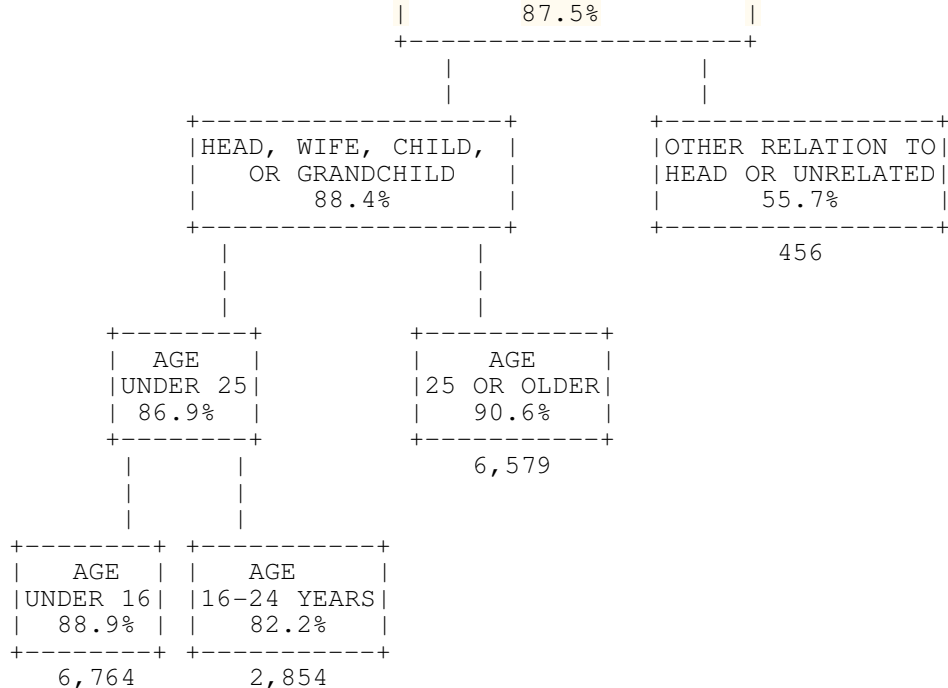 87.5%
HEAD, WIFE, CHILD,
OR GRANDCHILD
88.4%
OTHER RELATION TO
HEAD OR UNRELATED
55.7%
456
AGE
UNDER 25
86.9%
AGE
25 OR OLDER
90.6%
6,579
AGE
UNDER 16
88.9%
6,764
AGE
16-24 YEARS
82.2%
2,854